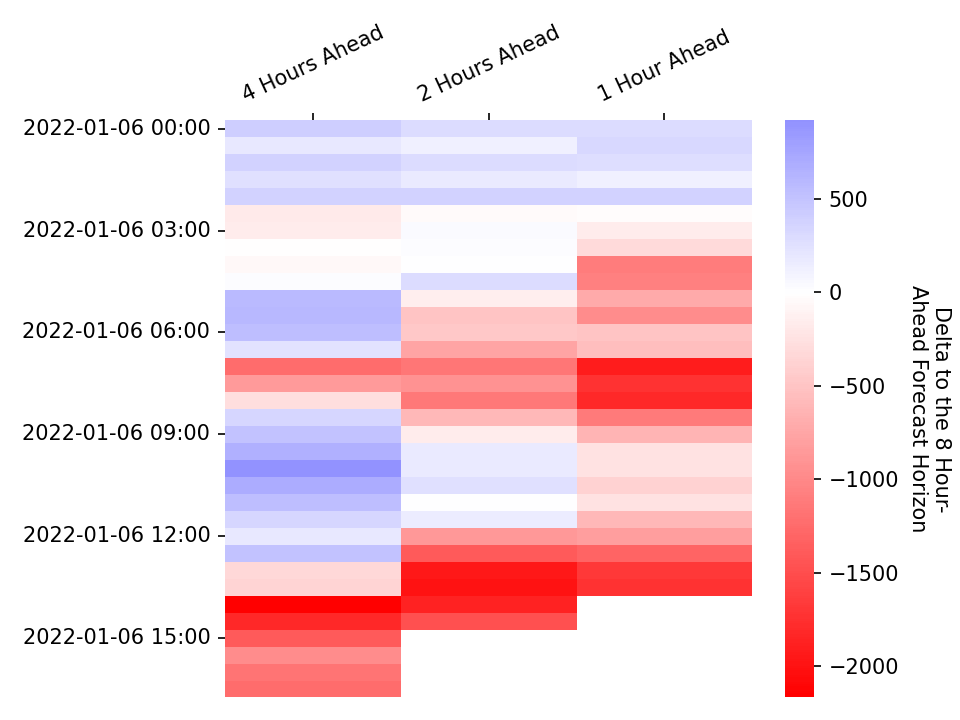 4 Hours Ahead
2 Hours Ahead
1 Hour Ahead
2022-01-06 00:00
2022-01-06 03:00
2022-01-06 06:00
2022-01-06 09:00
2022-01-06 12:00
2022-01-06 15:00
500
0
−500
−1000
−1500
−2000
Delta to the 8 Hour-
Ahead Forecast Horizon